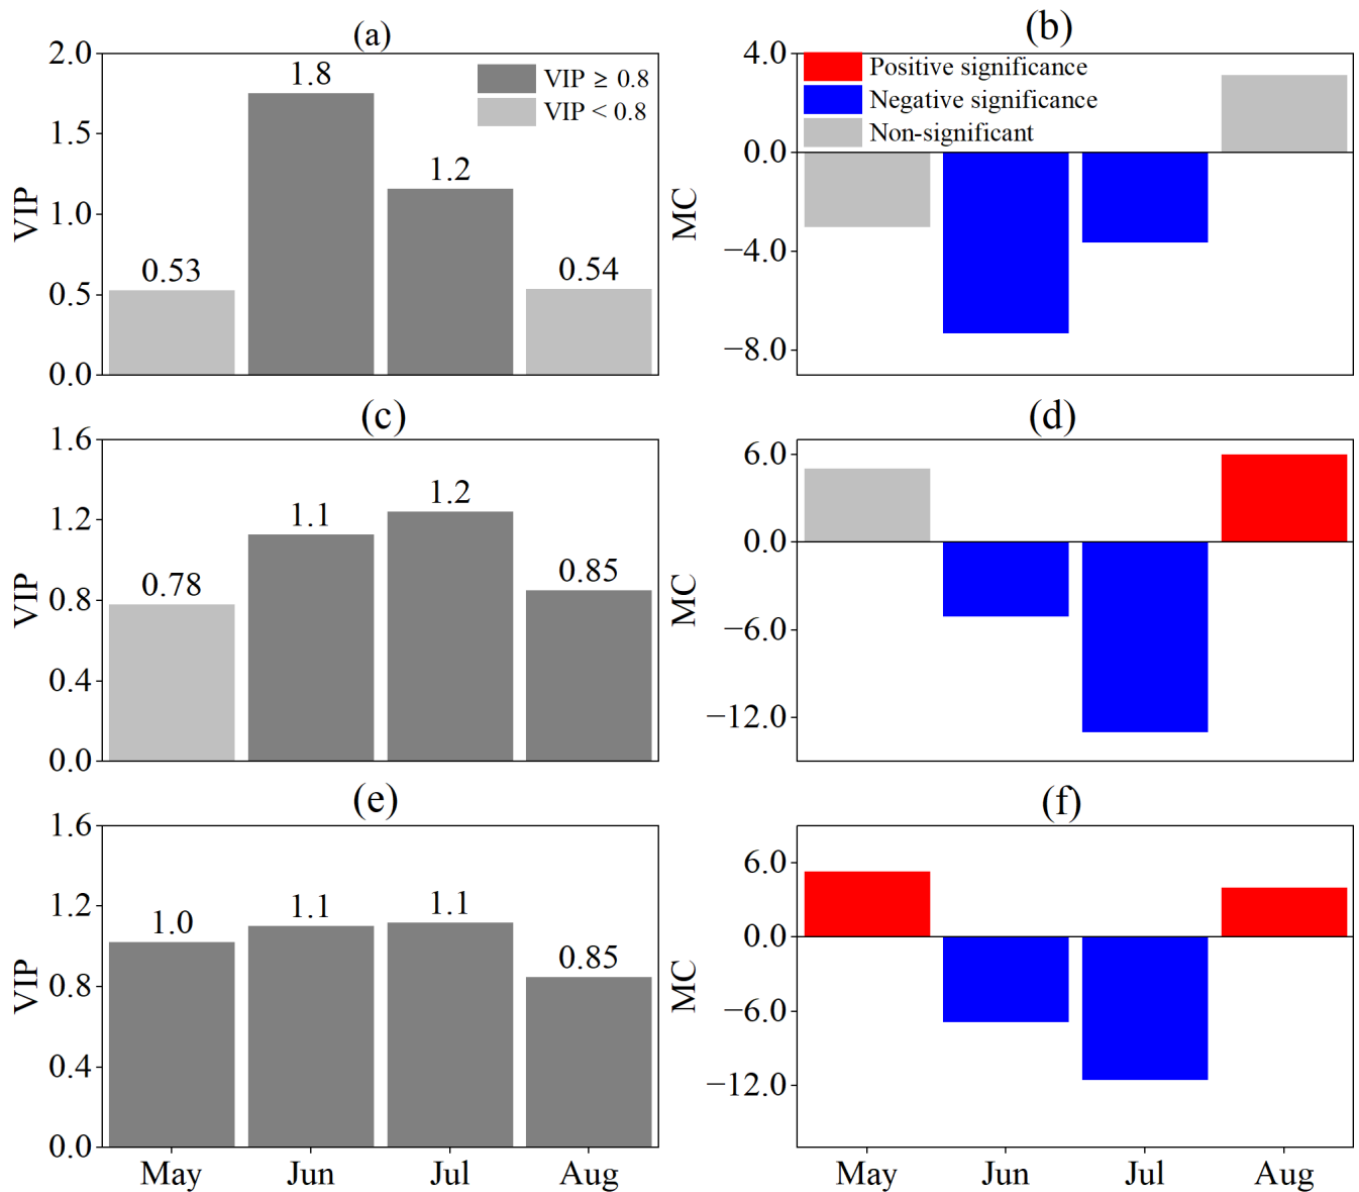 (a)
VIP
2.0
1.5
1.0
0.5
0.0
0.53
1.8
1.2
0.54
VIP ≥ 0.8
VIP < 0.8
(b)
MC
4.0
0.0
−4.0
−8.0
Positive significance
Negative significance
Non-significant
(c)
VIP
1.6
1.2
0.8
0.4
0.0
0.78
1.1
1.2
0.85
(d)
MC
6.0
0.0
−6.0
−12.0
(e)
VIP
1.6
1.2
0.8
0.4
0.0
1.0
1.1
1.1
0.85
May Jun Jul Aug
(f)
MC
6.0
0.0
−6.0
−12.0
May Jun Jul Aug